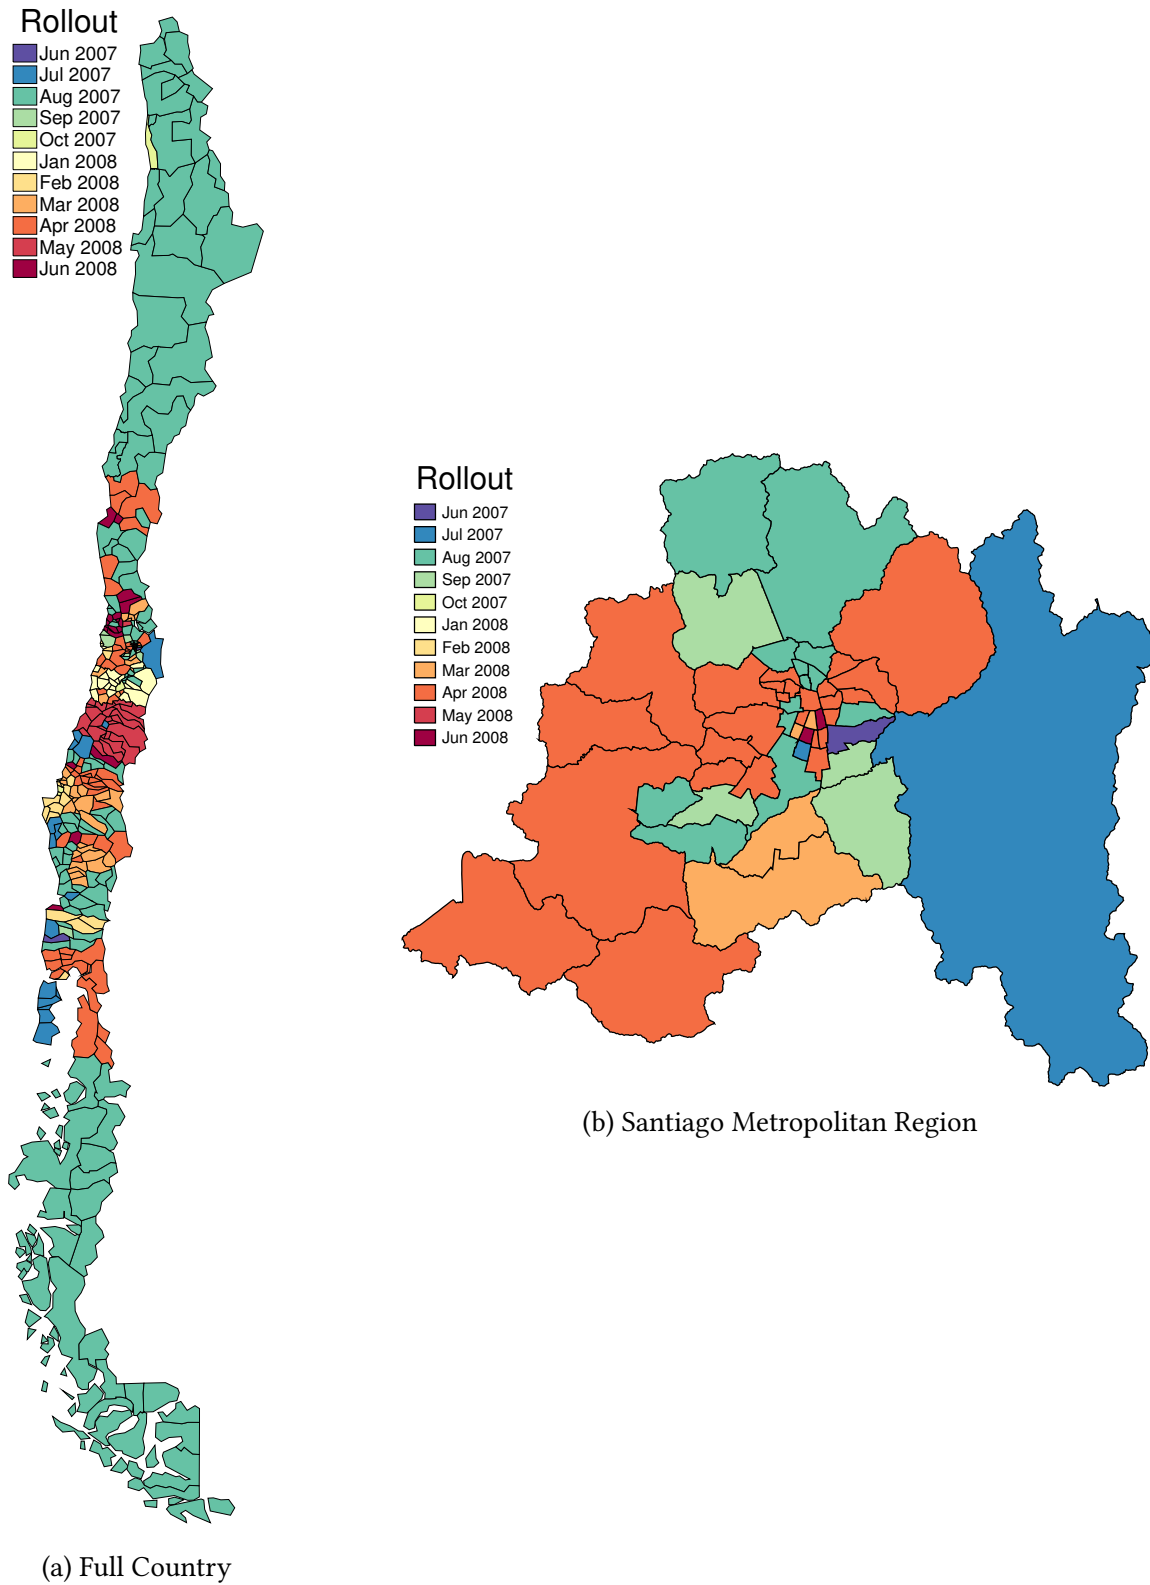 Rollout
Jun 2007
Jul 2007
Aug 2007
Sep 2007
Oct 2007
Jan 2008
Feb 2008
Mar 2008
Apr 2008
May 2008
Jun 2008
(a) Full Country
Rollout
Jun 2007
Jul 2007
Aug 2007
Sep 2007
Oct 2007
Jan 2008
Feb 2008
Mar 2008
Apr 2008
May 2008
Jun 2008
(b) Santiago Metropolitan Region